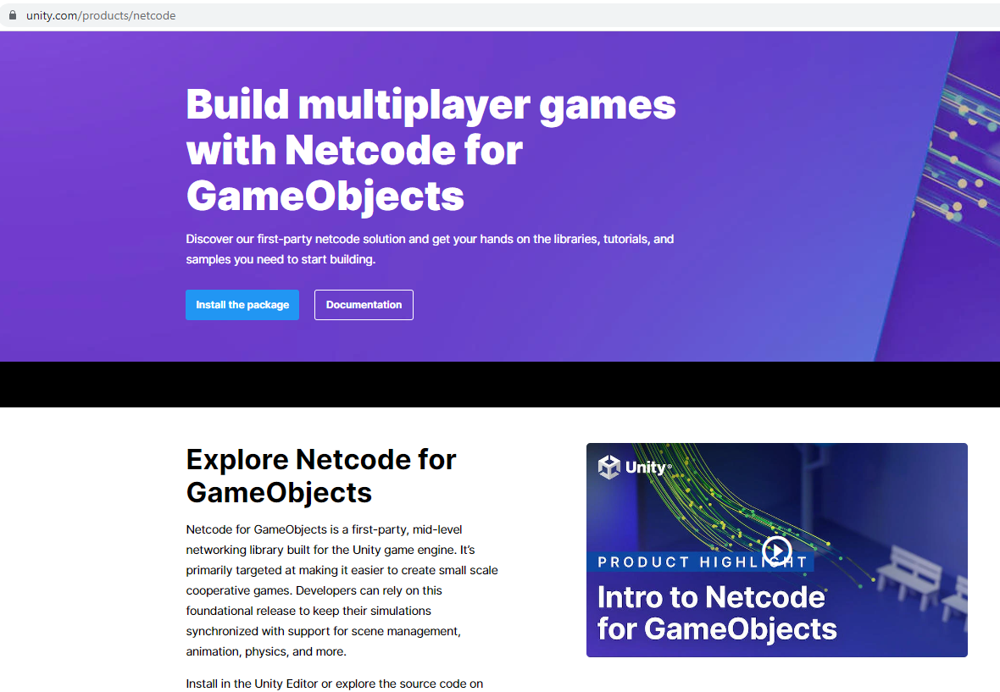 unity.com/products/netcode
Build multiplayer games
with Netcode for
GameObjects
Discover our first-party netcode solution and get your hands on the libraries, tutorials, and
samples you need to start building.
Install the package
Documentation
Explore Netcode for
GameObjects
Netcode for GameObjects is a first-party, mid-level
networking library built for the Unity game engine. It’s
primarily targeted at making it easier to create small scale
cooperative games. Developers can rely on this
foundational release to keep their simulations
synchronized with support for scene management,
animation, physics, and more.
Install in the Unity Editor or explore the source code on
Unity®
PRODUCT HIGHLIGHT
Intro to Netcode
for GameObjects